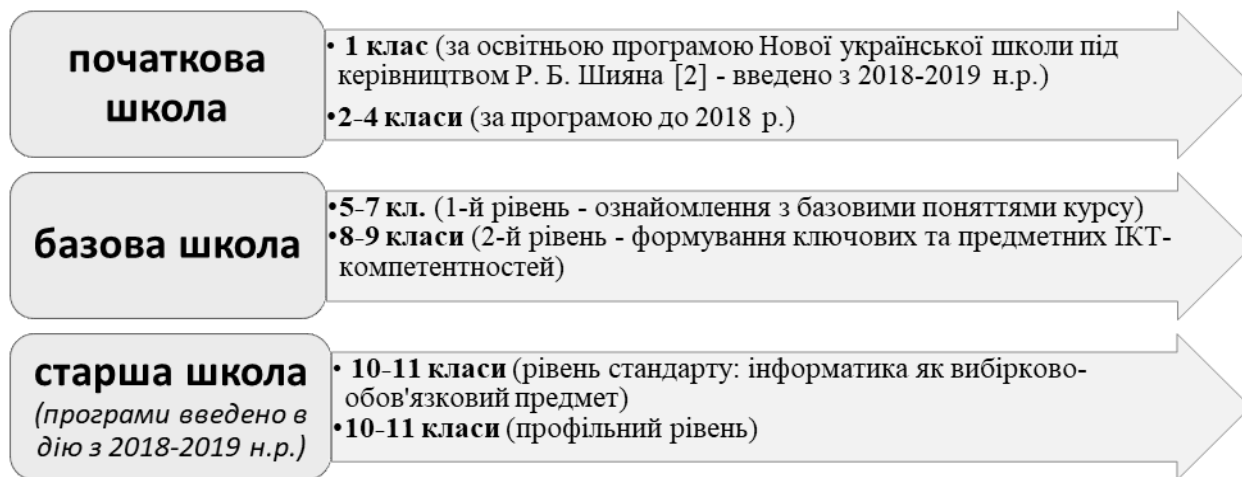 початкова
школа
• 1 клас (за освітньою програмою Нової української школи під
керівництвом Р. Б. Шияна [2] - введено з 2018-2019 н.р.)
•2-4 класи (за програмою до 2018 р.)
базова школа
•5-7 кл. (1-й рівень - ознайомлення з базовими поняттями курсу)
•8-9 класи (2-й рівень - формування ключових та предметних ІКТ-
компетентностей)
старша школа
(програми введено в
дію з 2018-2019 н.р.)
• 10-11 класи (рівень стандарту: інформатика як вибірково-
обов'язковий предмет)
•10-11 класи (профільний рівень)